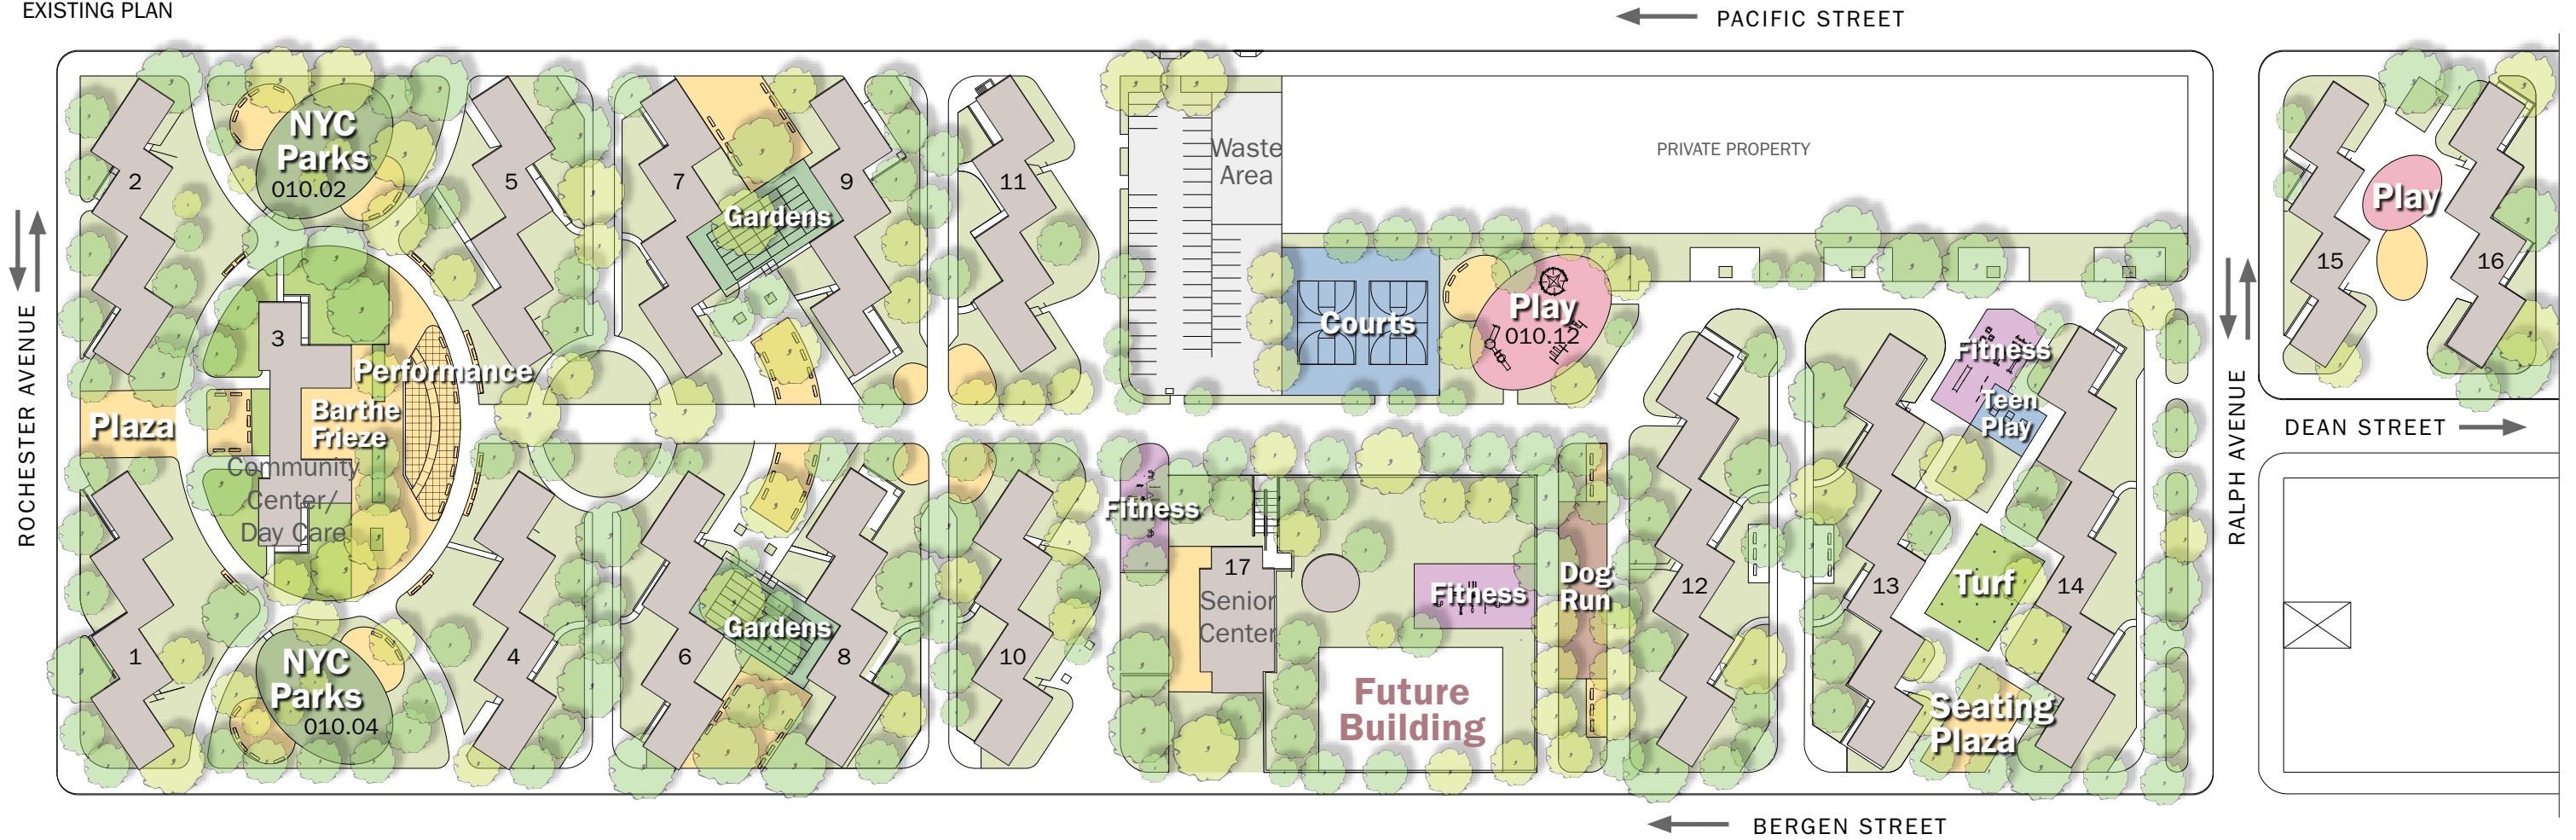 EXISTING PLAN
PACIFIC STREET
ROCHESTER AVENUE
2
NYC
Parks
010.02
5
7
9
Gardens
11
Waste
Area
PRIVATE PROPERTY
Play
15
16
3
Performance
Plaza
Barthe
Frieze
Community
Center/
Day Care
Courts
Play
010.12
Fitness
Teen
Play
RALPH AVENUE
DEAN STREET
Fitness
17
Senior
Center
Fitness
Dog
Run
12
13
Turf
14
1
NYC
Parks
010.04
4
6
Gardens
8
10
Future
Building
Seating
Plaza
BERGEN STREET